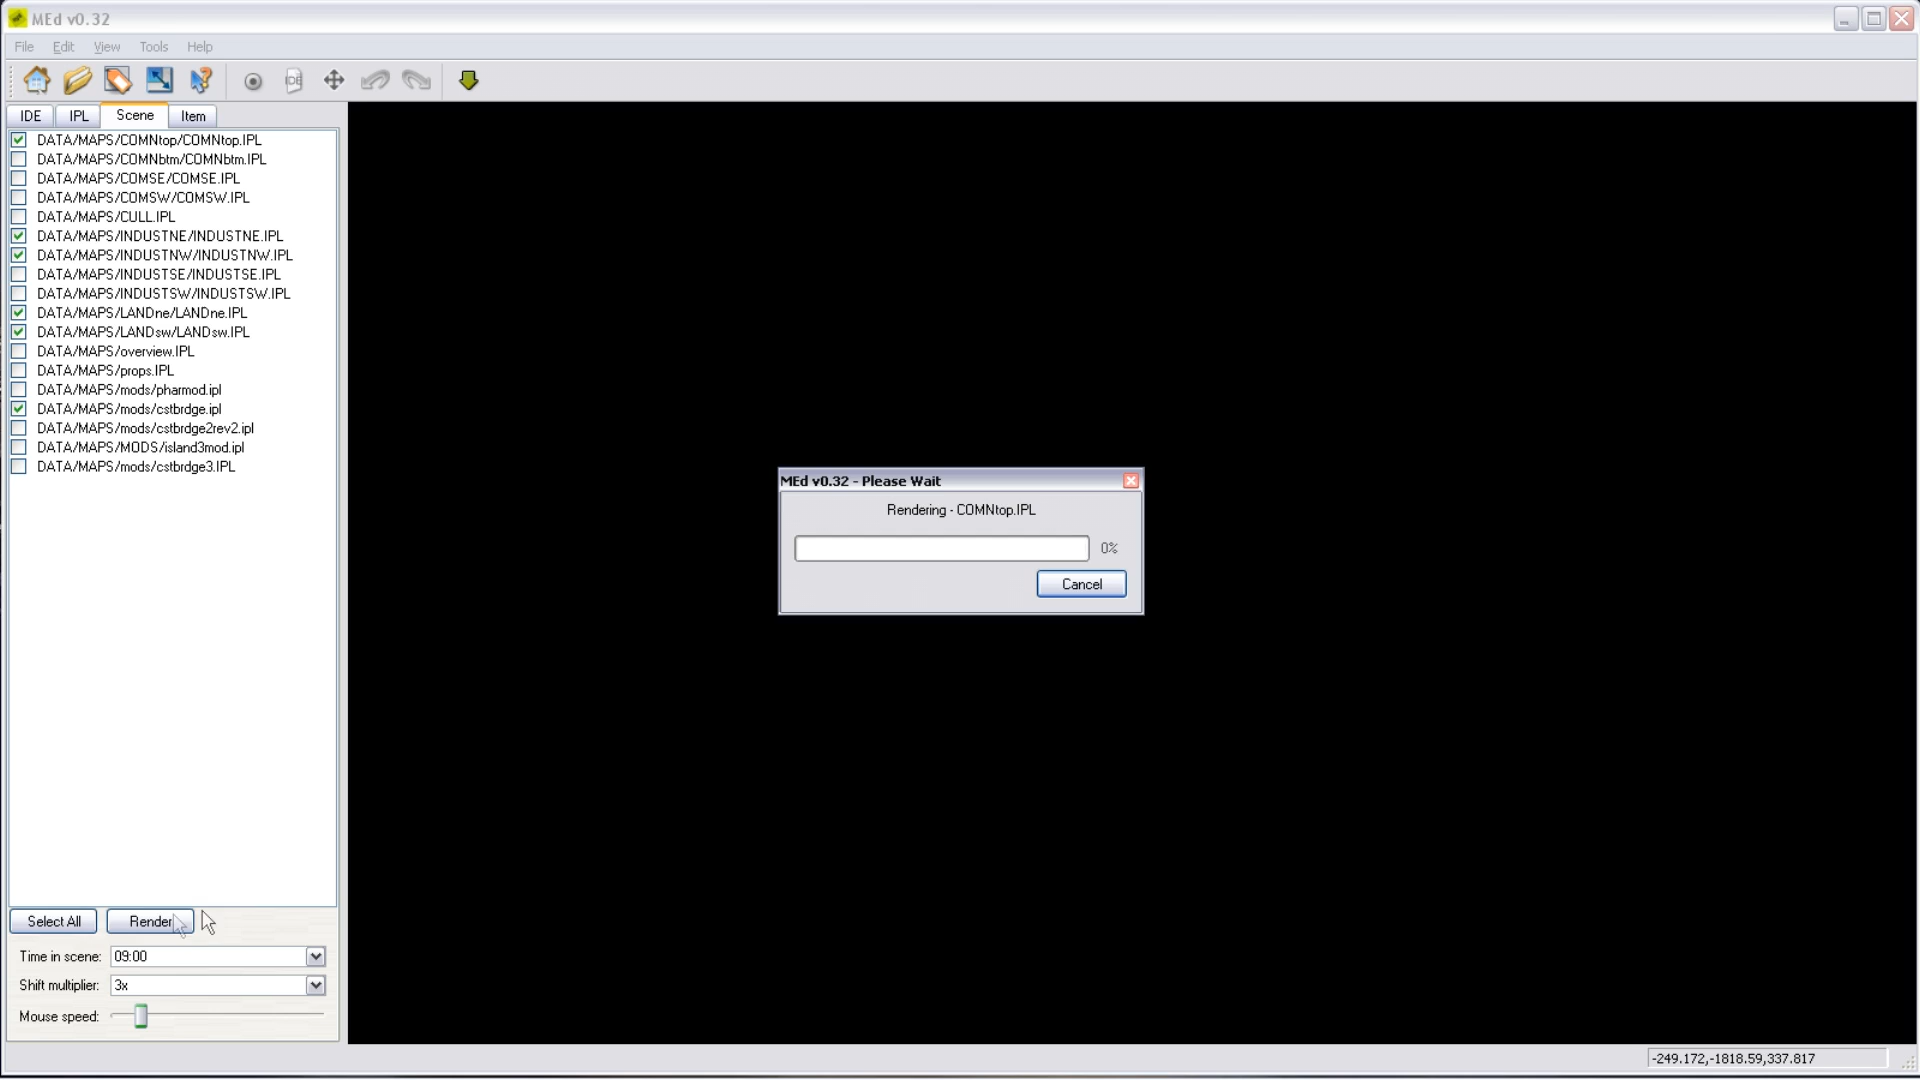 MEd v0.32
File Edit View Tools Help
IDE
IDE IPL Scene Item
DATA/MAPS/COMNtop/COMNtop.IPL
DATA/MAPS/COMNbtm/COMNbtm.IPL
DATA/MAPS/COMSE/COMSE.IPL
DATA/MAPS/COMSW/COMSW.IPL
DATA/MAPS/CULL.IPL
DATA/MAPS/INDUSTNE/INDUSTNE.IPL
DATA/MAPS/INDUSTNW/INDUSTNW.IPL
DATA/MAPS/INDUSTSE/INDUSTSE.IPL
DATA/MAPS/INDUSTSW/INDUSTSW.IPL
DATA/MAPS/LANDne/LANDne.IPL
DATA/MAPS/LANDsw/LANDsw.IPL
DATA/MAPS/overview.IPL
DATA/MAPS/props.IPL
DATA/MAPS/mods/pharmod.ipl
DATA/MAPS/mods/cstbrdge.ipl
DATA/MAPS/mods/cstbrdge2rev2.ipl
DATA/MAPS/MODS/island3mod.ipl
DATA/MAPS/mods/cstbrdge3.IPL
MEd v0.32 - Please Wait
Rendering - COMNtop.IPL
0%
Cancel
Select All Render
Time in scene: 09:00
Shift multiplier: 3x
Mouse speed:
-249.172,-1818.59,337.817